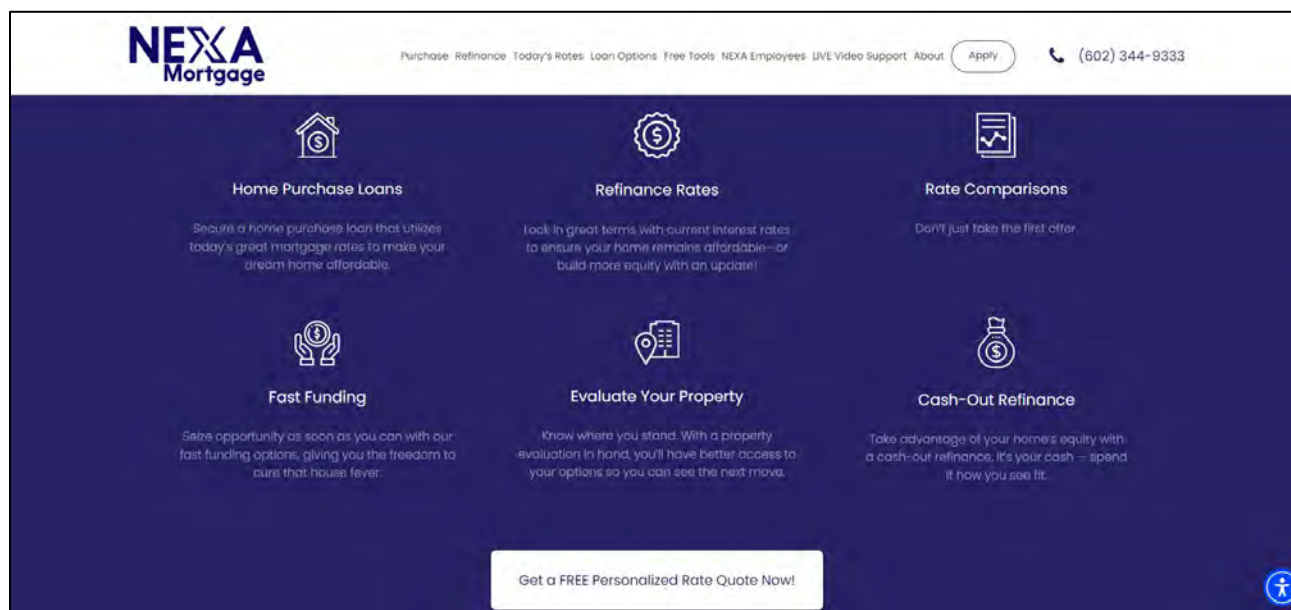 NEXA
Mortgage
Purchase Refinance Today's Rates Loan Options Free Tools NEXA Employees LIVE Video Support About Apply (602) 344-9333
Home Purchase Loans
Secure a home purchase loan that utilizes
today's great mortgage rates to make your
dream home affordable.
Refinance Rates
Lock in great terms with current interest rates
to ensure your home remains affordable—or
build more equity with an update!
Rate Comparisons
Don't just take the first offer.
Fast Funding
Seize opportunity as soon as you can with our
fast funding options, giving you the freedom to
cure that house fever.
Evaluate Your Property
Know where you stand. With a property
evaluation in hand, you'll have better access to
your options so you can see the next move.
Cash-Out Refinance
Take advantage of your home's equity with
a cash-out refinance. It's your cash — spend
it how you see fit.
Get a FREE Personalized Rate Quote Now!